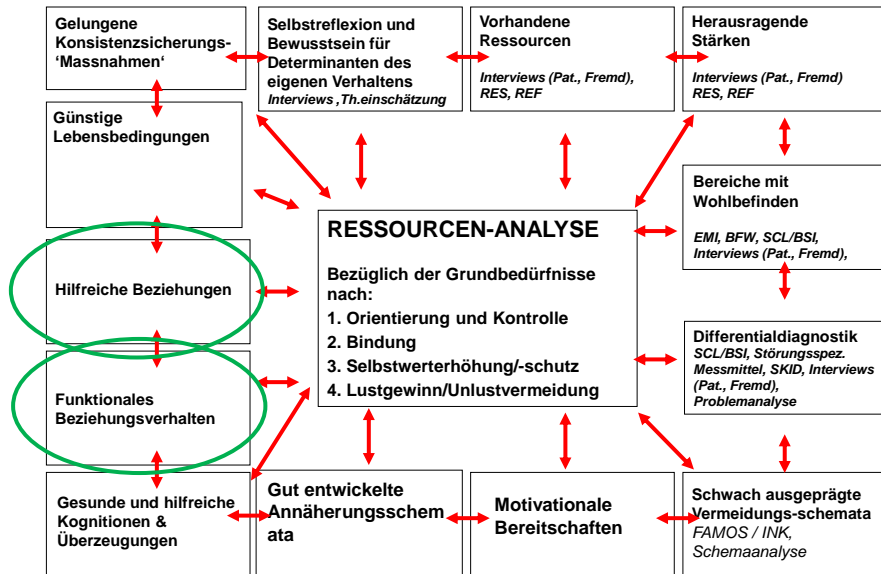 Gelungene
Konsistenzsicherungs-
‘Massnahmen‘
Selbstreflexion und
Bewusstsein für
Determinanten des
eigenen Verhaltens
Interviews ,Th.einschätzung
Vorhandene
Ressourcen
Interviews (Pat., Fremd),
RES, REF
Herausragende
Stärken
Interviews (Pat., Fremd)
RES, REF
Günstige
Lebensbedingungen
Bereiche mit
Wohlbefinden
EMI, BFW, SCL/BSI,
Interviews (Pat., Fremd),
RESSOURCEN-ANALYSE
Bezüglich der Grundbedürfnisse
nach:
1. Orientierung und Kontrolle
2. Bindung
3. Selbstwerterhöhung/-schutz
4. Lustgewinn/Unlustvermeidung
Hilfreiche Beziehungen
Differentialdiagnostik
SCL/BSI, Störungsspez.
Messmittel, SKID, Interviews
(Pat., Fremd),
Problemanalyse
Funktionales
Beziehungsverhalten
Gesunde und hilfreiche
Kognitionen &
Überzeugungen
Gut entwickelte
Annäherungsschem
ata
Motivationale
Bereitschaften
Schwach ausgeprägte
Vermeidungs-schemata
FAMOS / INK,
Schemaanalyse